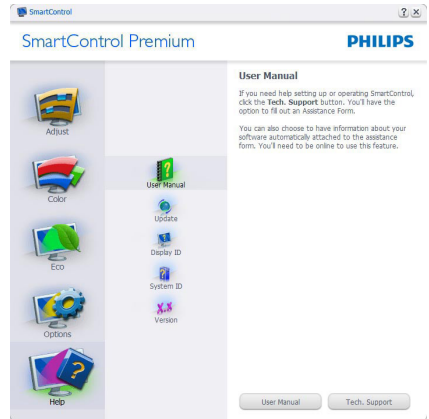 SmartControl
SmartControl Premium
PHILIPS
Adjust
Color
Eco
Options
Help
User Manual
Update
Display ID
System ID
X.X
Version
User Manual
If you need help setting up or operating SmartControl,
click the Tech. Support button. You'll have the
option to fill out an Assistance Form.
You can also choose to have information about your
software automatically attached to the assistance
form. You'll need to be online to use this feature.
User Manual
Tech. Support